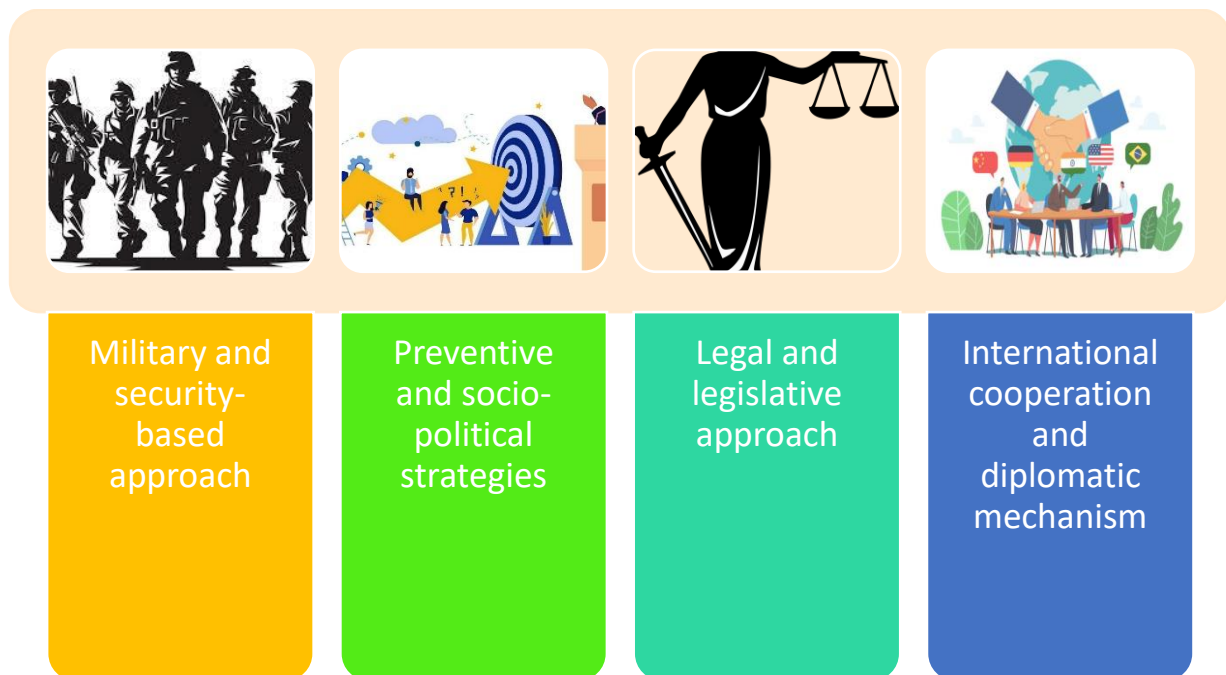 Military and
security-
based
approach
Preventive
and socio-
political
strategies
Legal and
legislative
approach
International
cooperation
and
diplomatic
mechanism